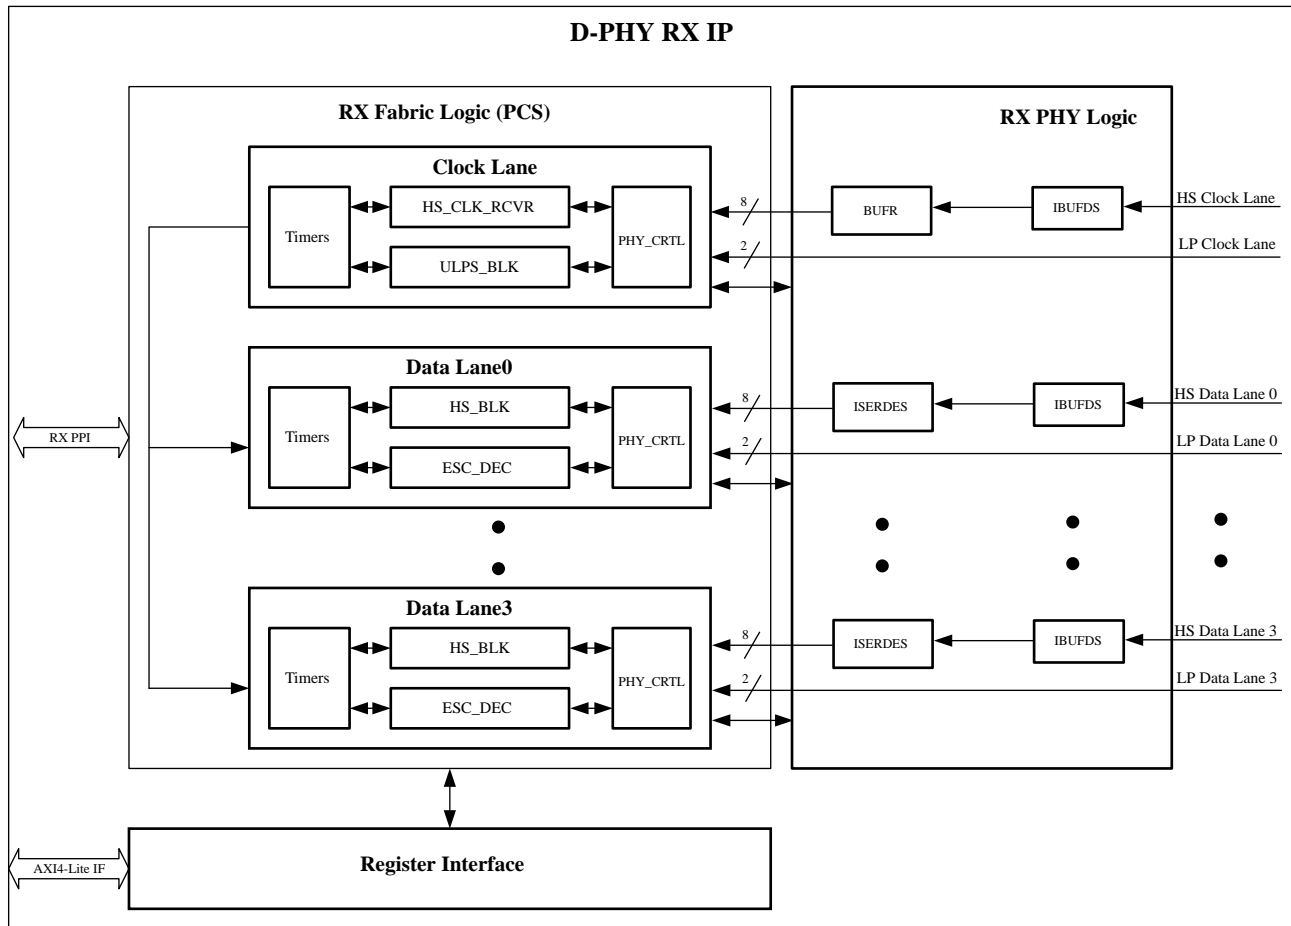 D-PHY RX IP
RX Fabric Logic (PCS)
RX PHY Logic
Clock Lane
Timers
HS_CLK_RCVR
ULPS_BLK
PHY_CRTL
8
2
BUFR
IBUFDS
HS Clock Lane
LP Clock Lane
Data Lane0
Timers
HS_BLK
ESC_DEC
PHY_CRTL
8
2
ISERDES
IBUFDS
HS Data Lane 0
LP Data Lane 0
RX PPI
Data Lane3
Timers
HS_BLK
ESC_DEC
PHY_CRTL
8
2
ISERDES
IBUFDS
HS Data Lane 3
LP Data Lane 3
Register Interface
AXI4-Lite IF